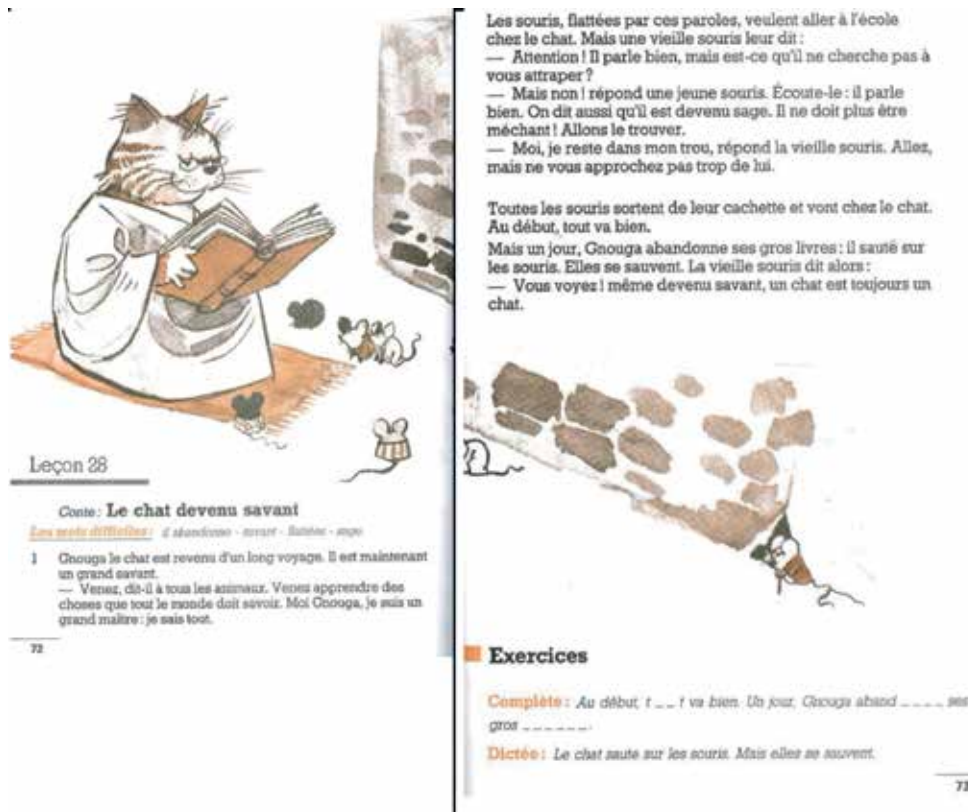 Leçon 28
Conte : Le chat devenu savant
Les mots difficiles : il abandonne - savant - flattées - sage
1 Gnouga le chat est revenu d'un long voyage. Il est maintenant
un grand savant.
— Venez, dit-il à tous les animaux. Venez apprendre des
choses que tout le monde doit savoir. Moi Gnouga, je suis un
grand maître : je sais tout.
72
Les souris, flattées par ces paroles, veulent aller à l'école
chez le chat. Mais une vieille souris leur dit :
— Attention ! Il parle bien, mais est-ce qu'il ne cherche pas à
vous attraper ?
— Mais non ! répond une jeune souris. Écoute-le : il parle
bien. On dit aussi qu'il est devenu sage. Il ne doit plus être
méchant ! Allons le trouver.
— Moi, je reste dans mon trou, répond la vieille souris. Allez,
mais ne vous approchez pas trop de lui.
Toutes les souris sortent de leur cachette et vont chez le chat.
Au début, tout va bien.
Mais un jour, Gnouga abandonne ses gros livres : il saute sur
les souris. Elles se sauvent. La vieille souris dit alors :
— Vous voyez ! même devenu savant, un chat est toujours un
chat.
Exercices
Complète : Au début, t _ _ t va bien. Un jour, Gnouga aband _ _ _ _ ses
gros _ _ _ _ _ _.
Dictée : Le chat saute sur les souris. Mais elles se sauvent.
73